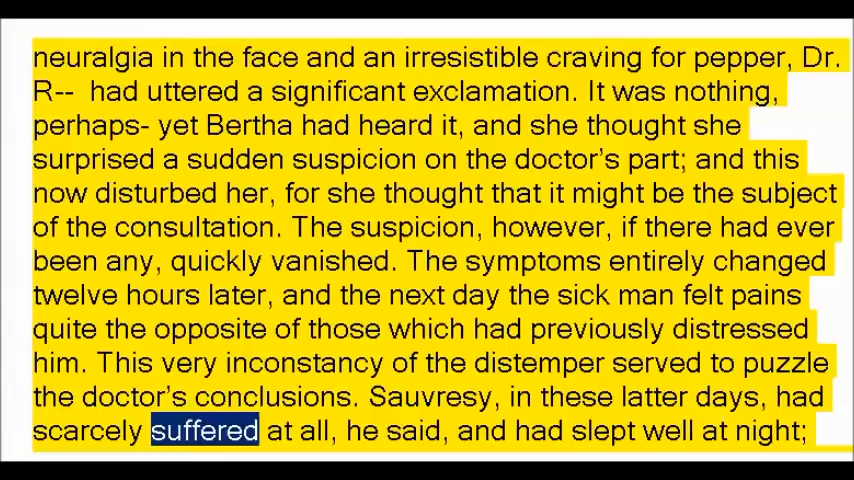 neuralgia in the face and an irresistible craving for pepper, Dr.
R--  had uttered a significant exclamation. It was nothing,
perhaps- yet Bertha had heard it, and she thought she
surprised a sudden suspicion on the doctor's part; and this
now disturbed her, for she thought that it might be the subject
of the consultation. The suspicion, however, if there had ever
been any, quickly vanished. The symptoms entirely changed
twelve hours later, and the next day the sick man felt pains
quite the opposite of those which had previously distressed
him. This very inconstancy of the distemper served to puzzle
the doctor's conclusions. Sauvresy, in these latter days, had
scarcely suffered at all, he said, and had slept well at night;